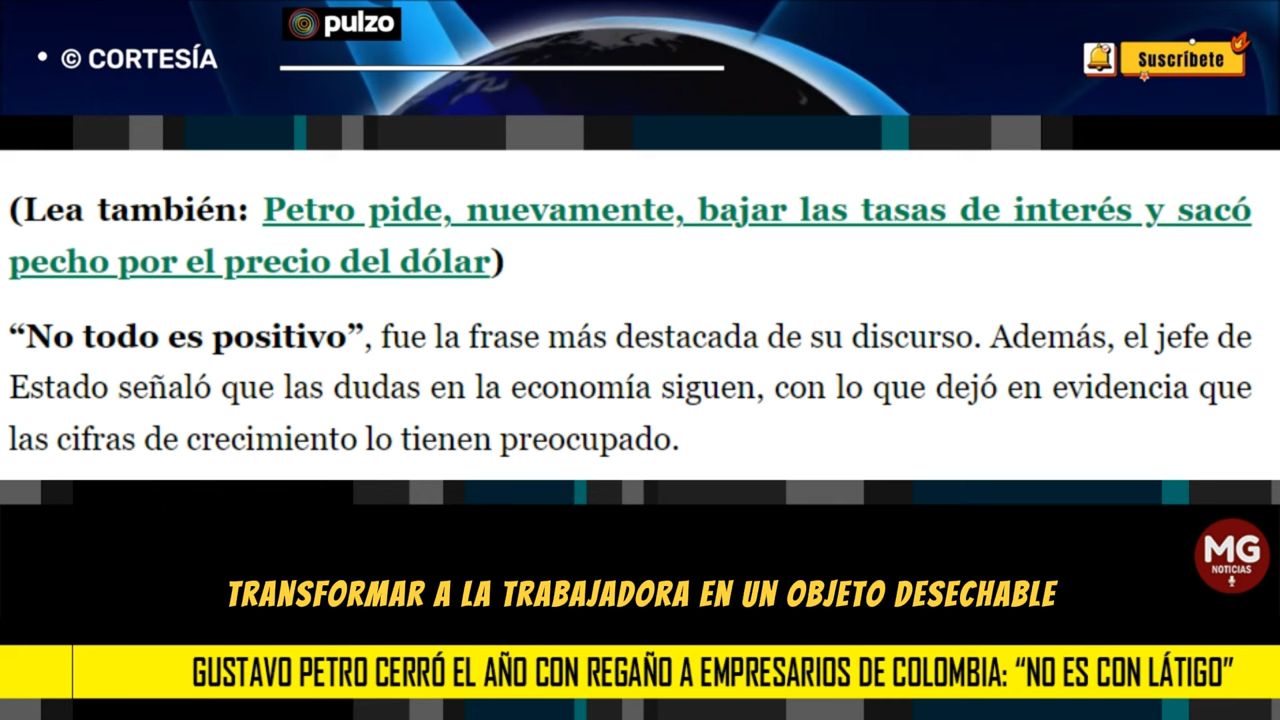 pulzo
• © CORTESÍA
Suscríbete
(Lea también: Petro pide, nuevamente, bajar las tasas de interés y sacó
pecho por el precio del dólar)
“No todo es positivo”, fue la frase más destacada de su discurso. Además, el jefe de
Estado señaló que las dudas en la economía siguen, con lo que dejó en evidencia que
las cifras de crecimiento lo tienen preocupado.
MG
NOTICIAS
TRANSFORMAR A LA TRABAJADORA EN UN OBJETO DESECHABLE
GUSTAVO PETRO CERRÓ EL AÑO CON REGAÑO A EMPRESARIOS DE COLOMBIA: “NO ES CON LÁTIGO”